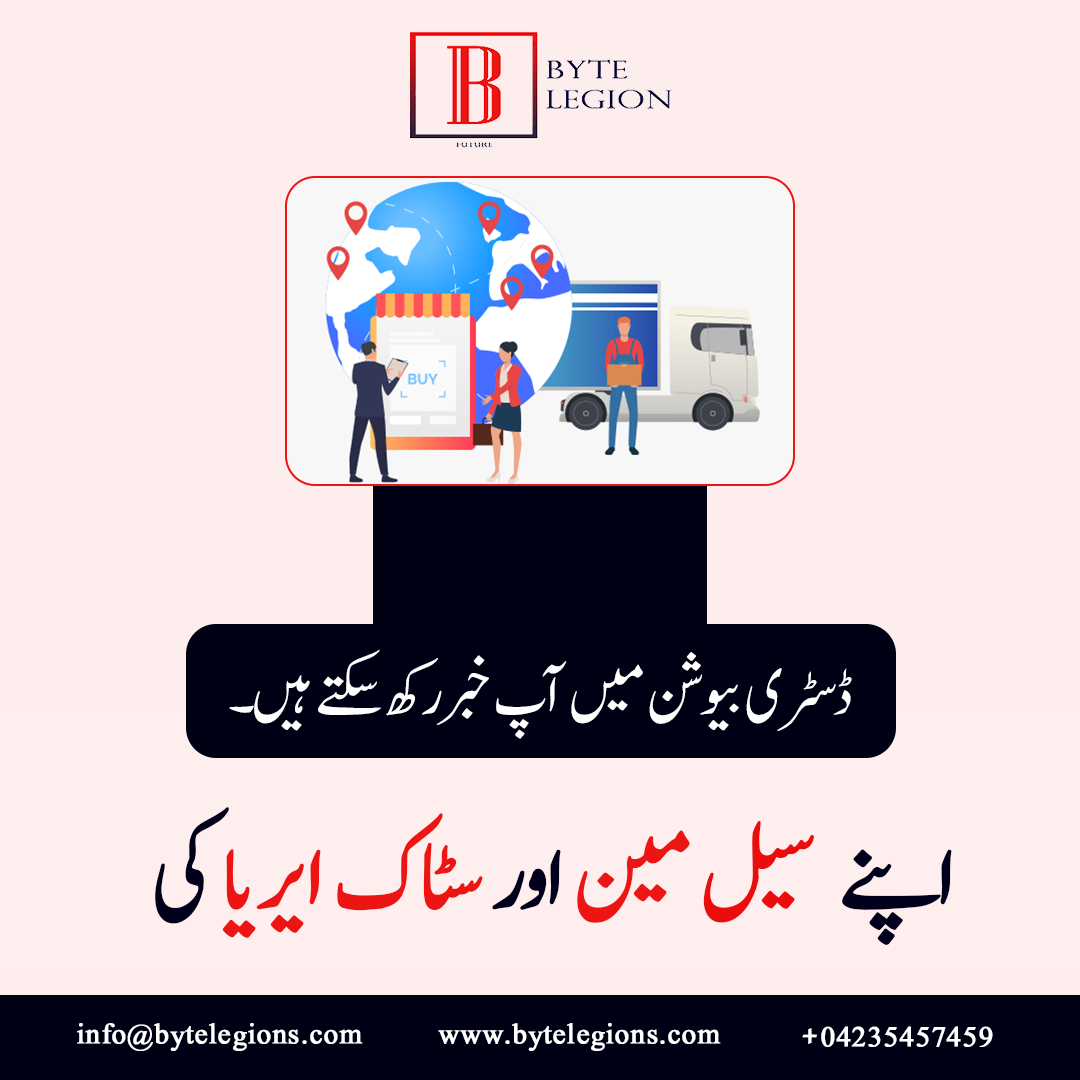 BYTE
LEGION
B
FUTURE
BUY
ڈسٹری بیوشن میں آپ خبر رکھ سکتے ہیں۔
اپنے سیل مین اور سٹاک ایریا کی
info@bytelegions.com
www.bytelegions.com
+04235457459